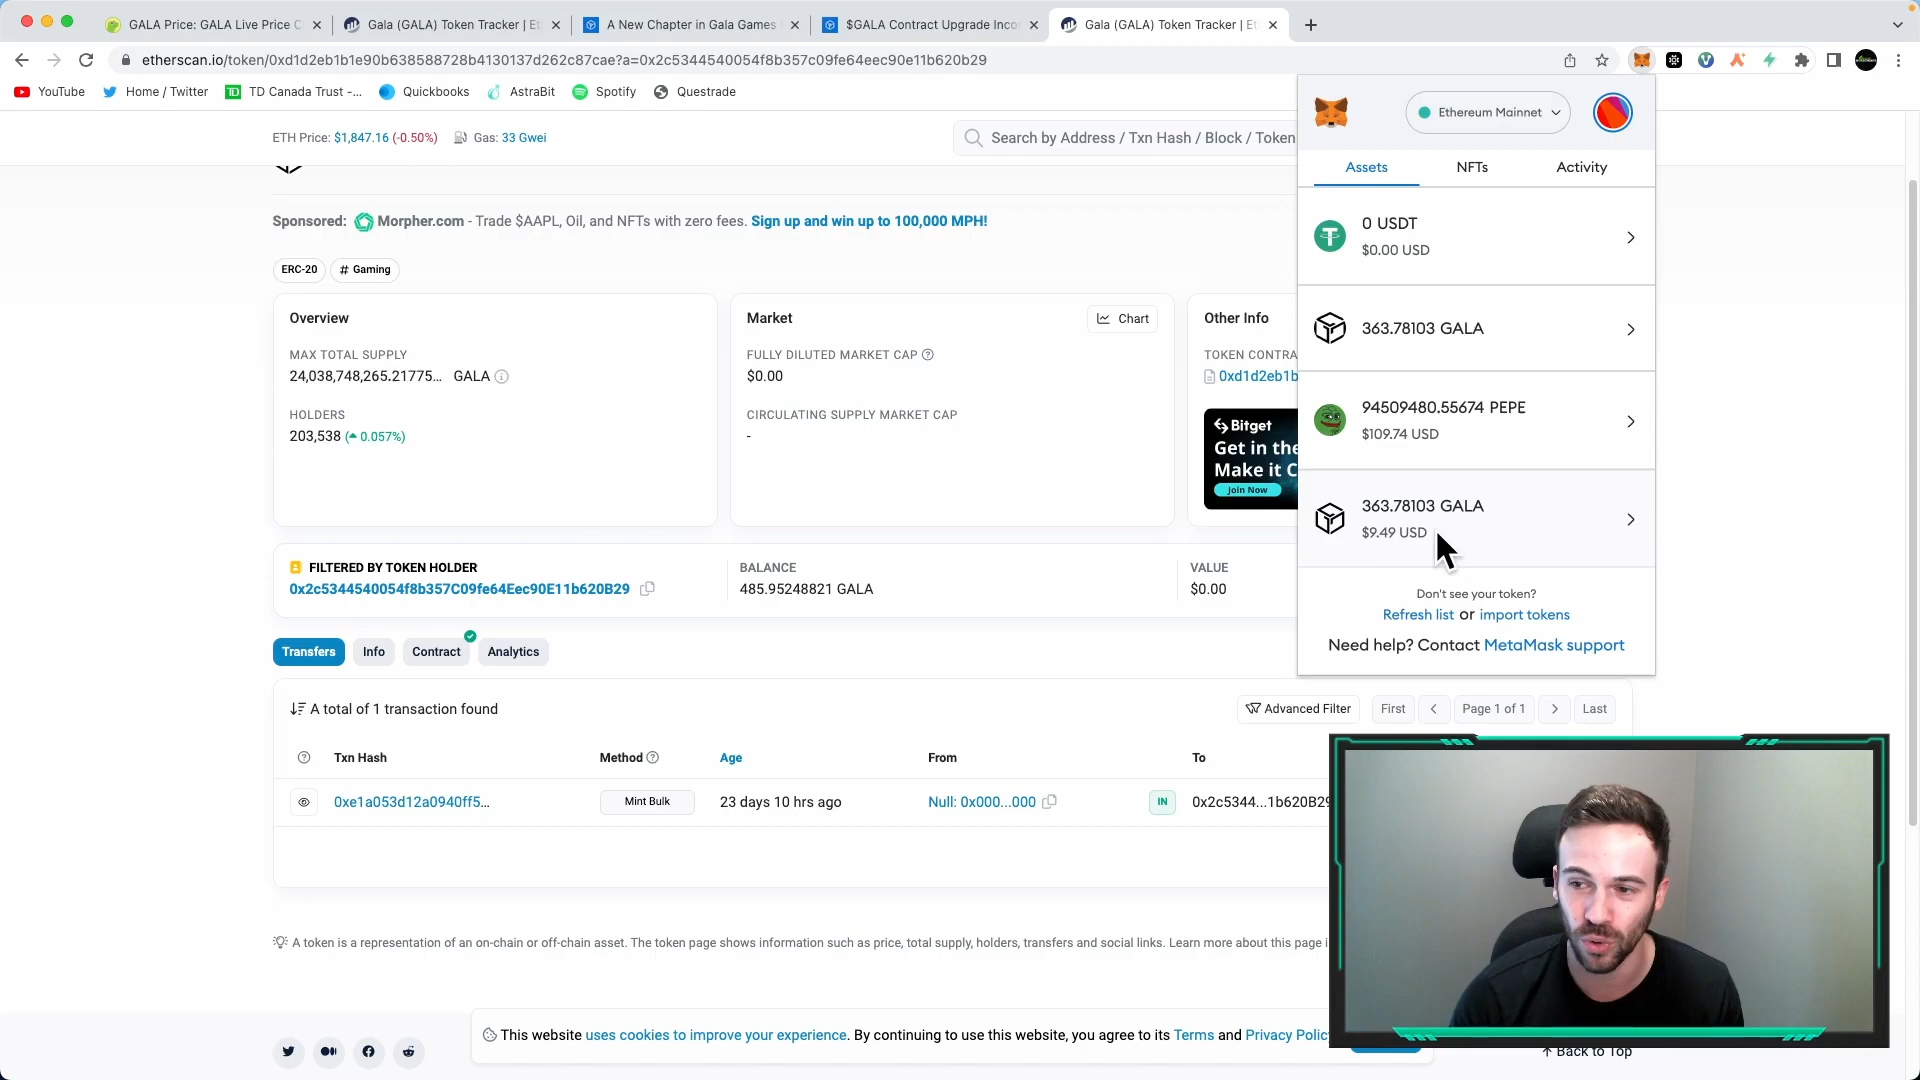 GALA Price: GALA Live Price C
Gala (GALA) Token Tracker | Et
A New Chapter in Gala Games
$GALA Contract Upgrade Inco
Gala (GALA) Token Tracker | Et
etherscan.io/token/0xd1d2eb1b1e90b638588728b4130137d262c87cae?a=0x2c5344540054f8b357c09fe64eec90e11b620b29
YouTube
Home / Twitter
TD Canada Trust -...
Quickbooks
AstraBit
Spotify
Questrade
ETH Price: $1,847.16 (-0.50%)
Gas: 33 Gwei
Search by Address / Txn Hash / Block / Token
Sponsored: Morpher.com - Trade $AAPL, Oil, and NFTs with zero fees. Sign up and win up to 100,000 MPH!
ERC-20
# Gaming
Overview
MAX TOTAL SUPPLY
24,038,748,265.21775... GALA
HOLDERS
203,538 (0.057%)
Market
Chart
FULLY DILUTED MARKET CAP
$0.00
CIRCULATING SUPPLY MARKET CAP
-
Other Info
TOKEN CONTRA
0xd1d2eb1b
Bitget
Get in the
Make it C
Join Now
FILTERED BY TOKEN HOLDER
0x2c5344540054f8b357C09fe64Eec90E11b620B29
BALANCE
485.95248821 GALA
VALUE
$0.00
Transfers
Info
Contract
Analytics
A total of 1 transaction found
Advanced Filter
First
Page 1 of 1
Last
Txn Hash
Method
Age
From
To
0xe1a053d12a0940ff5...
Mint Bulk
23 days 10 hrs ago
Null: 0x000...000
IN
0x2c5344...1b620B29
A token is a representation of an on-chain or off-chain asset. The token page shows information such as price, total supply, holders, transfers and social links. Learn more about this page i
This website uses cookies to improve your experience. By continuing to use this website, you agree to its Terms and Privacy Polic
Back to Top
Ethereum Mainnet
Assets
NFTs
Activity
0 USDT
$0.00 USD
363.78103 GALA
94509480.55674 PEPE
$109.74 USD
363.78103 GALA
$9.49 USD
Don't see your token?
Refresh list or import tokens
Need help? Contact MetaMask support